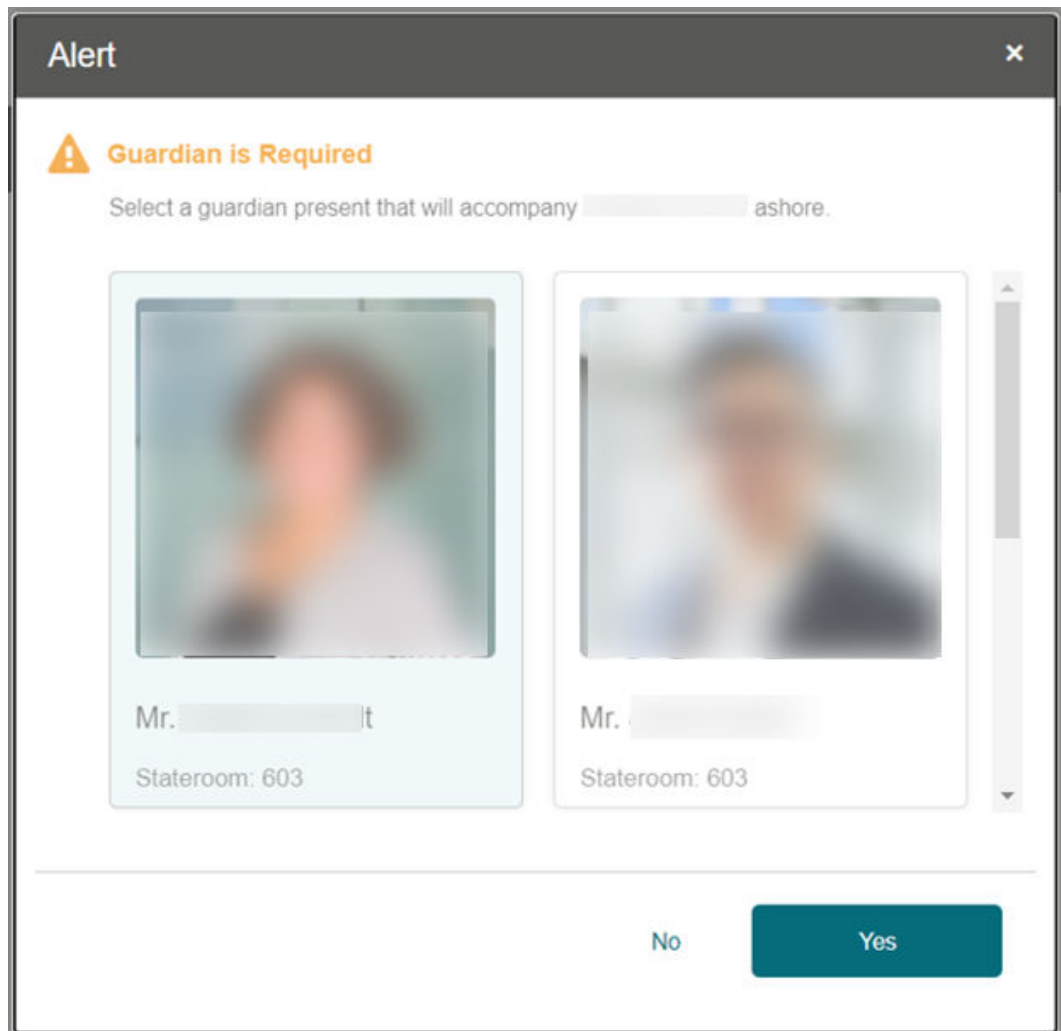 Alert
Guardian is Required
Select a guardian present that will accompany ashore.
Mr.
Mr.
Stateroom: 603
Stateroom: 603
No
Yes